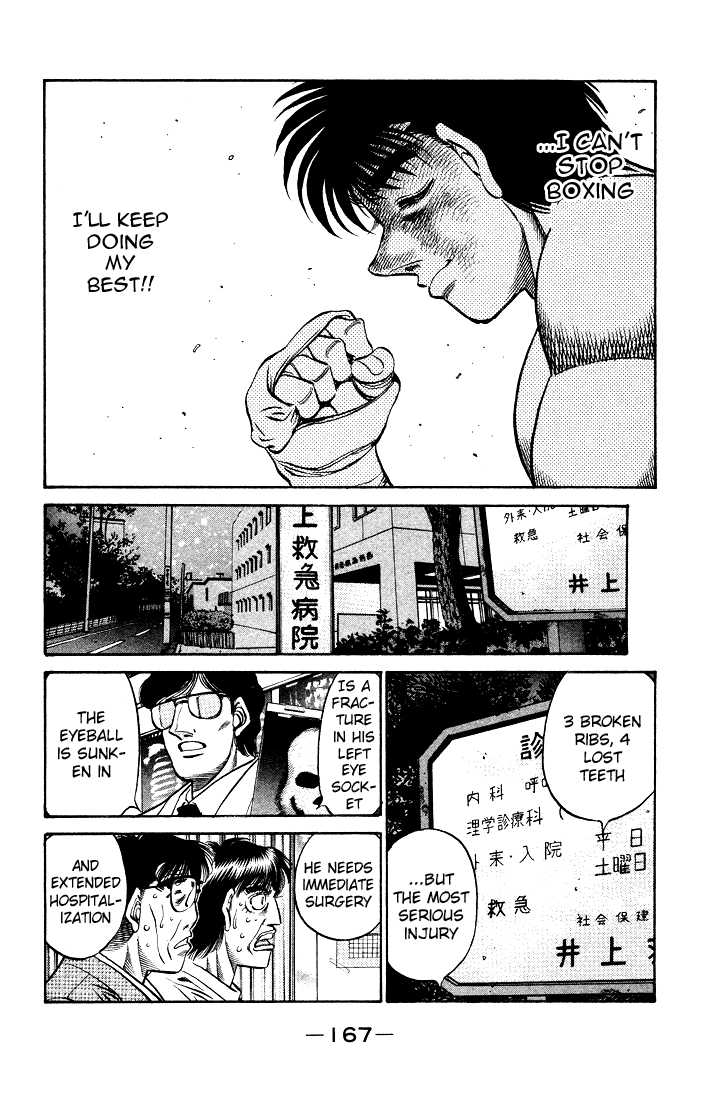 ...I CAN'T
STOP
BOXING
I'LL KEEP
DOING
MY
BEST!!
上救急病院
外来・入院
土曜日
救急
社会保
井上
3 BROKEN
RIBS, 4
LOST
TEETH
...BUT
THE MOST
SERIOUS
INJURY
診
内科
理学診療科
外来・入院
平日
土曜日
救急
社会保健
井上
IS A
FRAC-
TURE
IN HIS
LEFT
EYE
SOCK-
ET
THE
EYEBALL
IS SUNK-
EN IN
HE NEEDS
IMMEDIATE
SURGERY
AND
EXTENDED
HOSPITAL-
IZATION
—167—